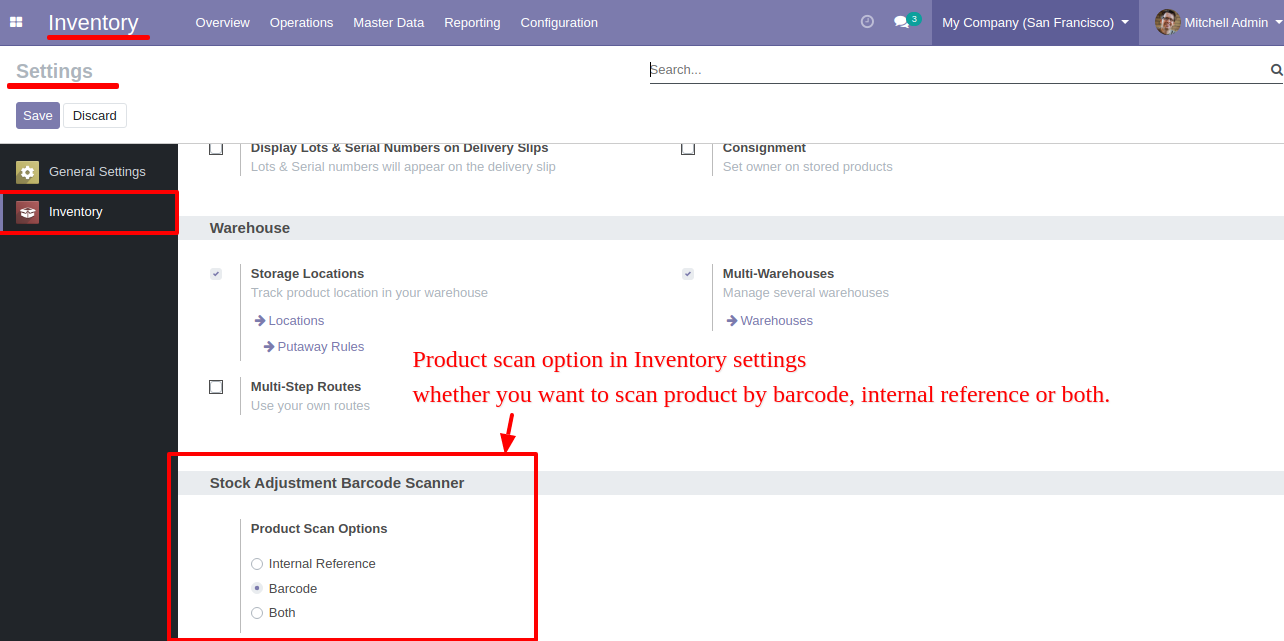 Inventory Overview Operations Master Data Reporting Configuration 3 My Company (San Francisco) Mitchell Admin
Settings
Search...
Save Discard
General Settings
Inventory
Display Lots & Serial Numbers on Delivery Slips Consignment
Lots & Serial numbers will appear on the delivery slip Set owner on stored products
Warehouse
Storage Locations Multi-Warehouses
Track product location in your warehouse Manage several warehouses
Locations Warehouses
Putaway Rules
Product scan option in Inventory settings
whether you want to scan product by barcode, internal reference or both.
Multi-Step Routes
Use your own routes
Stock Adjustment Barcode Scanner
Product Scan Options
Internal Reference
Barcode
Both